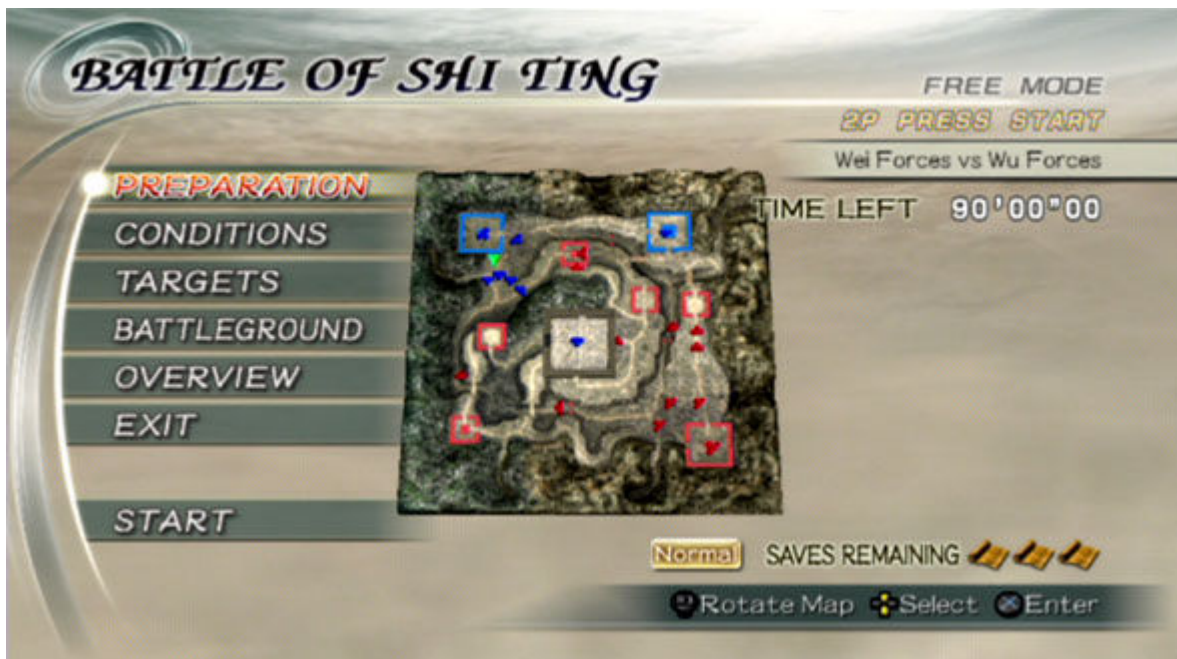 BATTLE OF SHI TING
FREE MODE
2P PRESS START
Wei Forces vs Wu Forces
TIME LEFT 90'00"00
PREPARATION
CONDITIONS
TARGETS
BATTLEGROUND
OVERVIEW
EXIT
START
Normal SAVES REMAINING
Rotate Map Select Enter